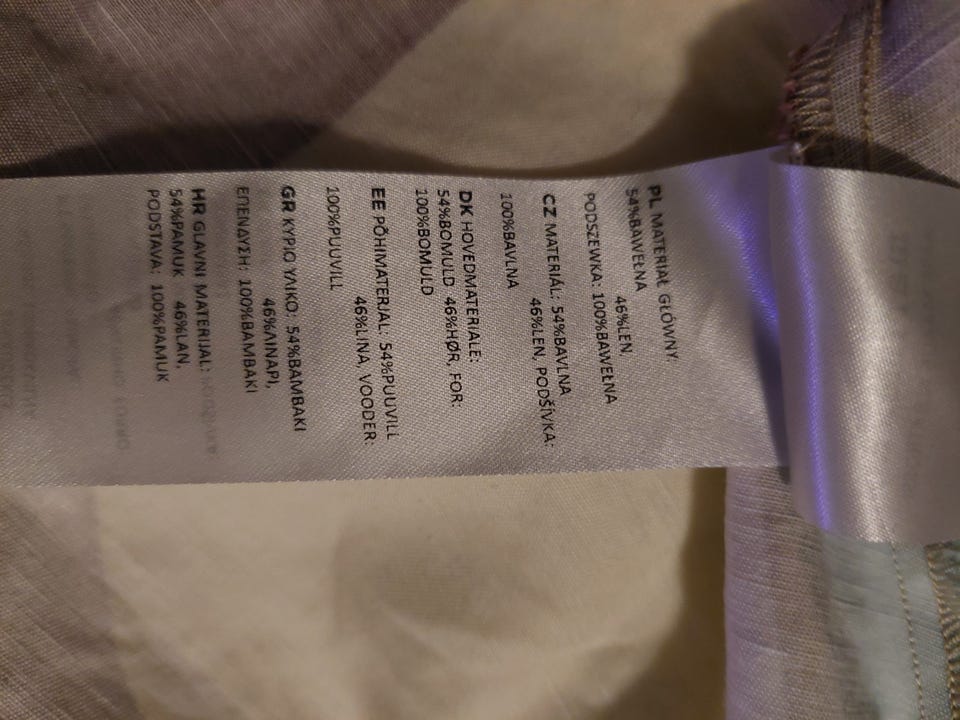 PL MATERIAŁ GŁÓWNY:
54%BAWEŁNA 46%LEN
PODSZEWKA: 100%BAWEŁNA
CZ MATERIÁL: 54%BAVLNA
46%LEN, PODŠÍVKA:
100%BAVLNA
DK HOVEDMATERIALE:
54%BOMULD 46%HØR, FOR:
100%BOMULD
EE PÕHIMATERJAL: 54%PUUVILL
46%LINA, VOODER:
100%PUUVILL
GR ΚΥΡΙΟ ΥΛΙΚΟ: 54%ΒΑΜΒΑΚΙ
46%ΛΙΝΑΡΙ,
ΕΠΕΝΔΥΣΗ: 100%ΒΑΜΒΑΚΙ
HR GLAVNI MATERIJAL:
54%PAMUK 46%LAN,
PODSTAVA: 100%PAMUK